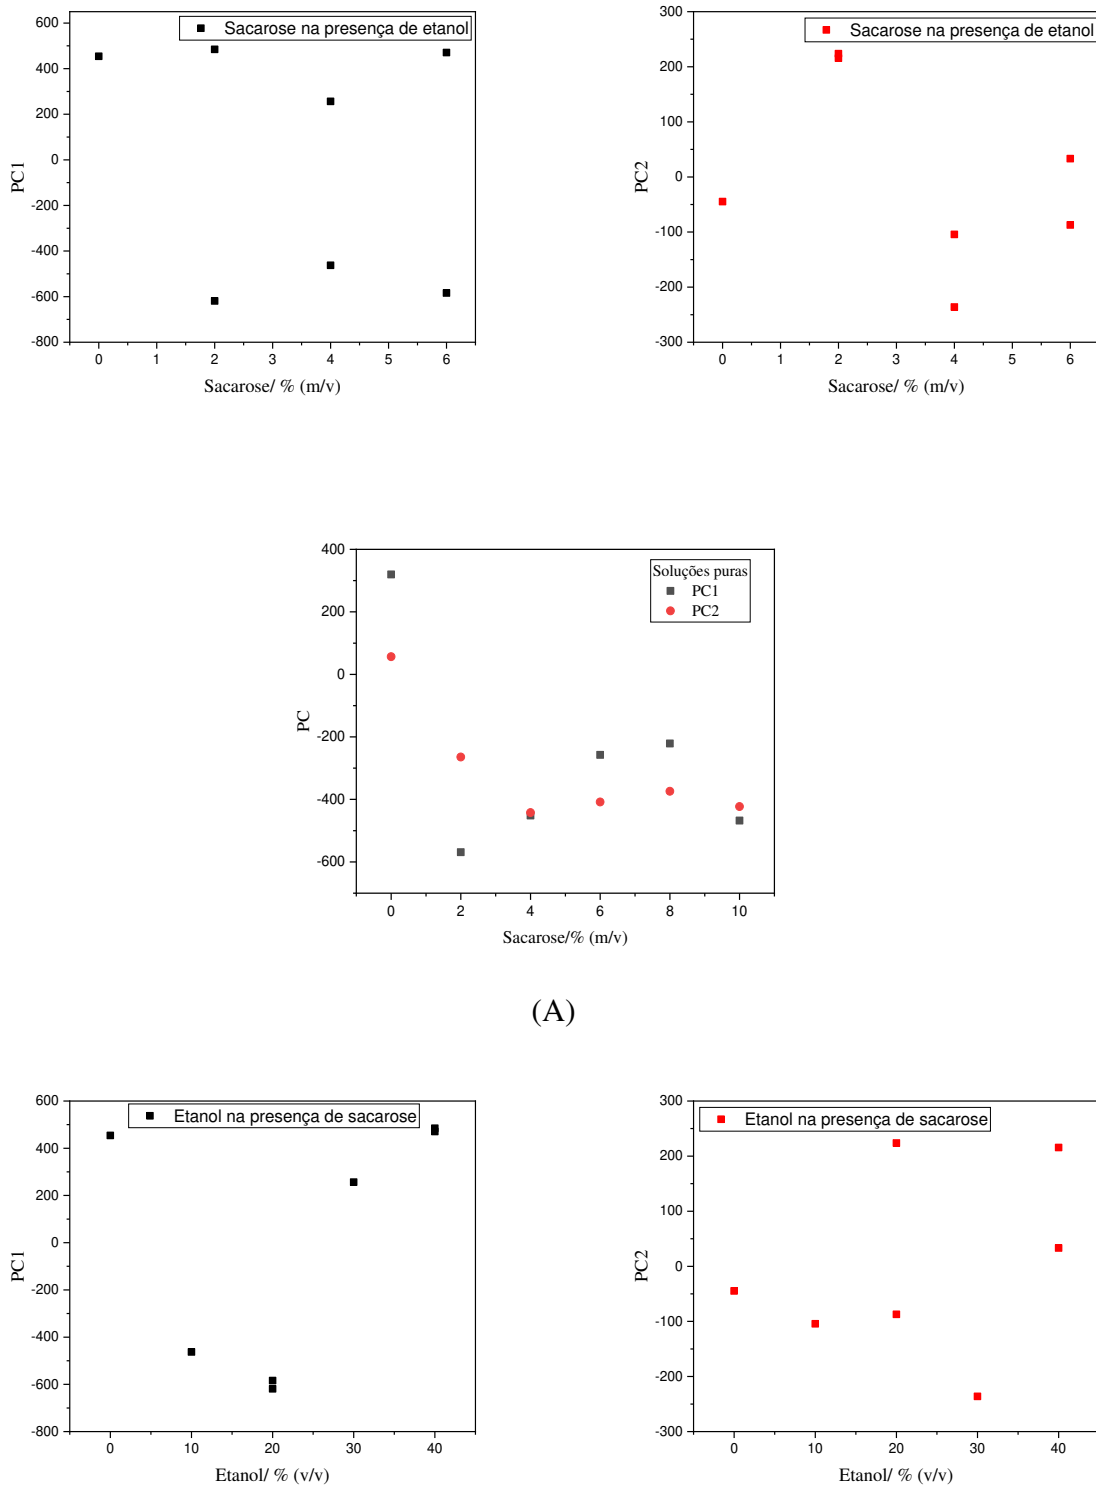 Sacarose na presença de etanol
600
400
200
0
-200
-400
-600
-800
PC1
0 1 2 3 4 5 6
Sacarose/ % (m/v)
Sacarose na presença de etanol
300
200
100
0
-100
-200
-300
PC2
0 1 2 3 4 5 6
Sacarose/ % (m/v)
400
200
0
-200
-400
-600
PC
Soluções puras
PC1
PC2
0 2 4 6 8 10
Sacarose/% (m/v)
(A)
Etanol na presença de sacarose
600
400
200
0
-200
-400
-600
-800
PC1
0 10 20 30 40
Etanol/ % (v/v)
Etanol na presença de sacarose
300
200
100
0
-100
-200
-300
PC2
0 10 20 30 40
Etanol/ % (v/v)